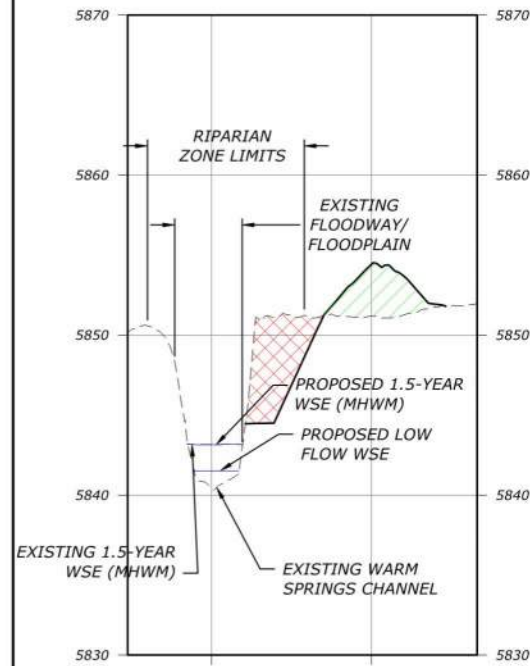 5870
5870
RIPARIAN
ZONE LIMITS
5860
5860
EXISTING
FLOODWAY/
FLOODPLAIN
5850
5850
PROPOSED 1.5-YEAR
WSE (MHWM)
PROPOSED LOW
FLOW WSE
5840
5840
EXISTING 1.5-YEAR
WSE (MHWM)
EXISTING WARM
SPRINGS CHANNEL
5830
5830